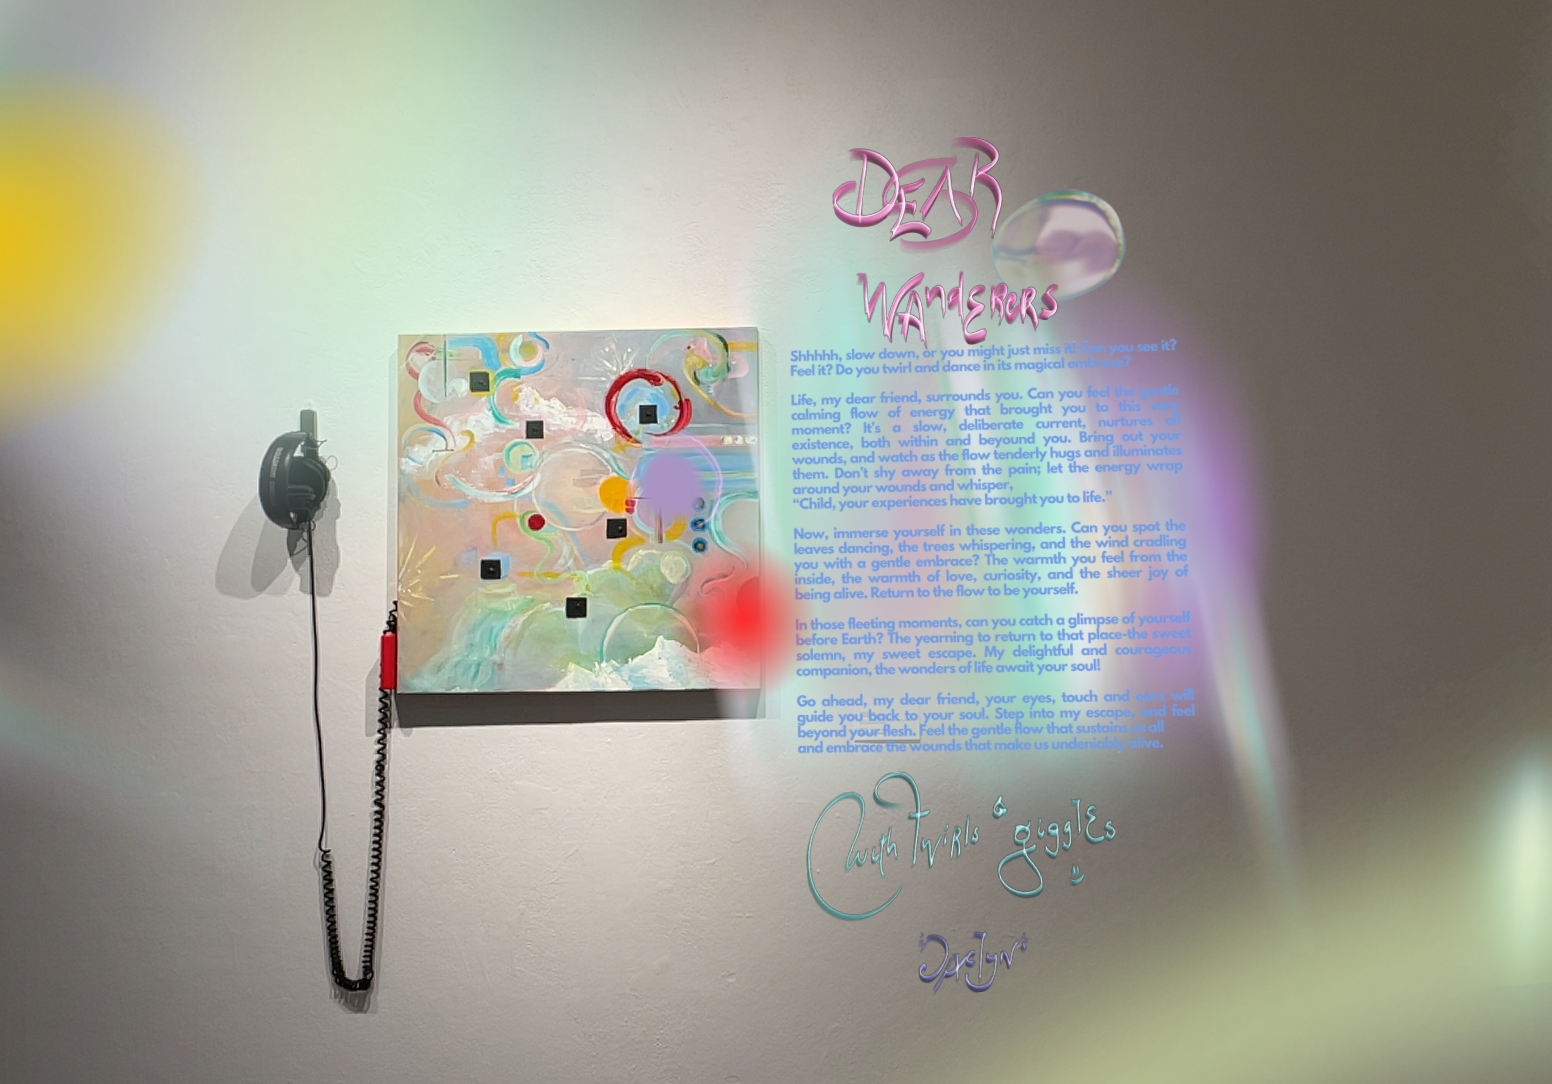 DEAR
WANDERERS
Shhhhh, slow down, or you might just miss it! Can you see it?
Feel it? Do you twirl and dance in its magical embrace?
Life, my dear friend, surrounds you. Can you feel the gentle
calming flow of energy that brought you to this very
moment? It's a slow, deliberate current, nurtures all
existence, both within and beyound you. Bring out your
wounds, and watch as the flow tenderly hugs and illuminates
them. Don't shy away from the pain; let the energy wrap
around your wounds and whisper,
“Child, your experiences have brought you to life.”
Now, immerse yourself in these wonders. Can you spot the
leaves dancing, the trees whispering, and the wind cradling
you with a gentle embrace? The warmth you feel from the
inside, the warmth of love, curiosity, and the sheer joy of
being alive. Return to the flow to be yourself.
In those fleeting moments, can you catch a glimpse of yourself
before Earth? The yearning to return to that place-the sweet
solemn, my sweet escape. My delightful and courageous
companion, the wonders of life await your soul!
Go ahead, my dear friend, your eyes, touch and ears will
guide you back to your soul. Step into my escape, and feel
beyond your flesh. Feel the gentle flow that sustains us all
and embrace the wounds that make us undeniably alive.
with Twirls & giggles